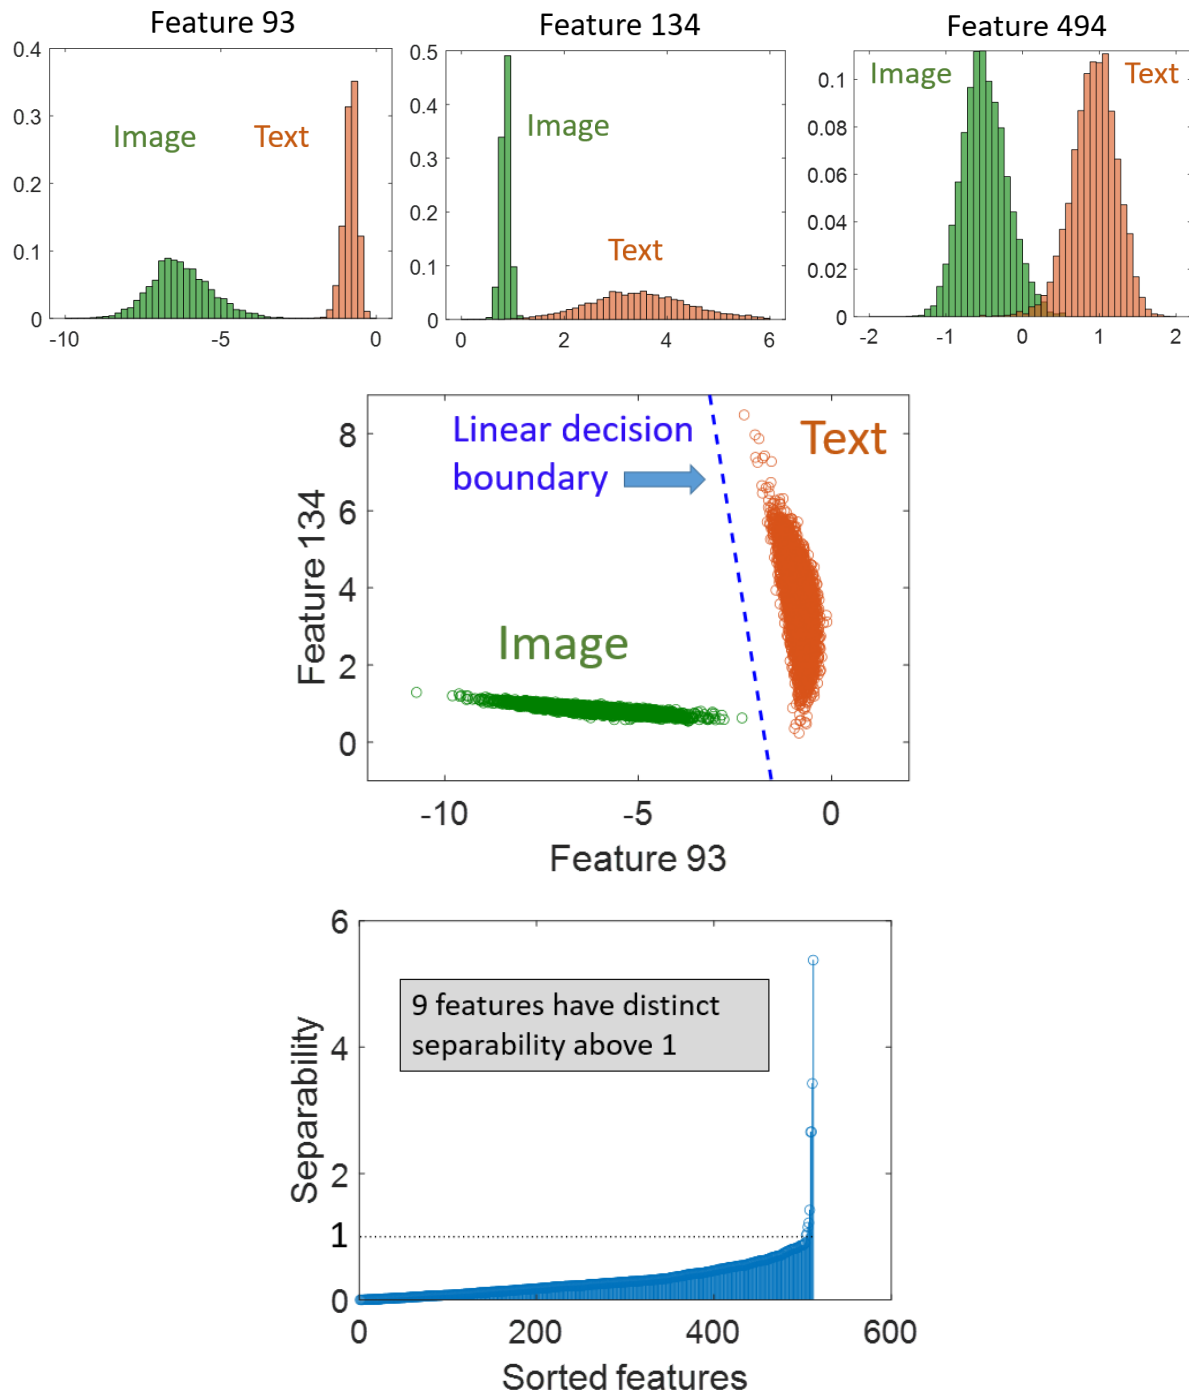 Feature 93
Feature 134
Feature 494
0.4
0.3
0.2
0.1
0
-10
-5
0
Image
Text
0.5
0.4
0.3
0.2
0.1
0
0
2
4
6
Image
Text
0.1
0.08
0.06
0.04
0.02
0
-2
-1
0
1
2
Image
Text
Linear decision
boundary
Text
Image
8
6
4
2
0
Feature 134
-10
-5
0
Feature 93
6
4
2
1
0
Separability
9 features have distinct
separability above 1
0
200
400
600
Sorted features